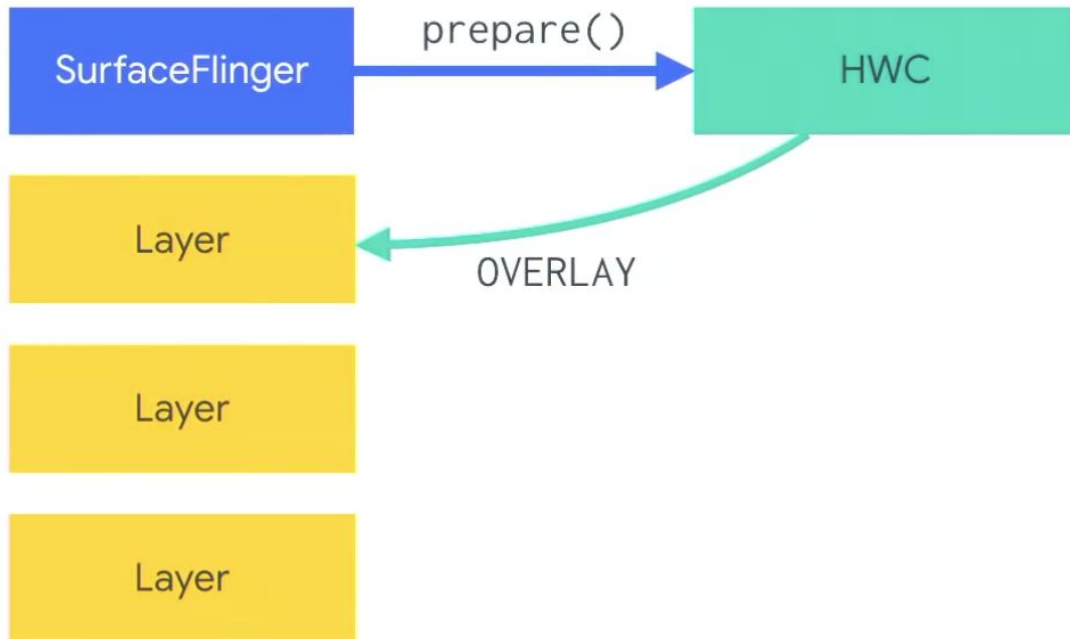 prepare()
SurfaceFlinger
HWC
Layer
OVERLAY
Layer
Layer